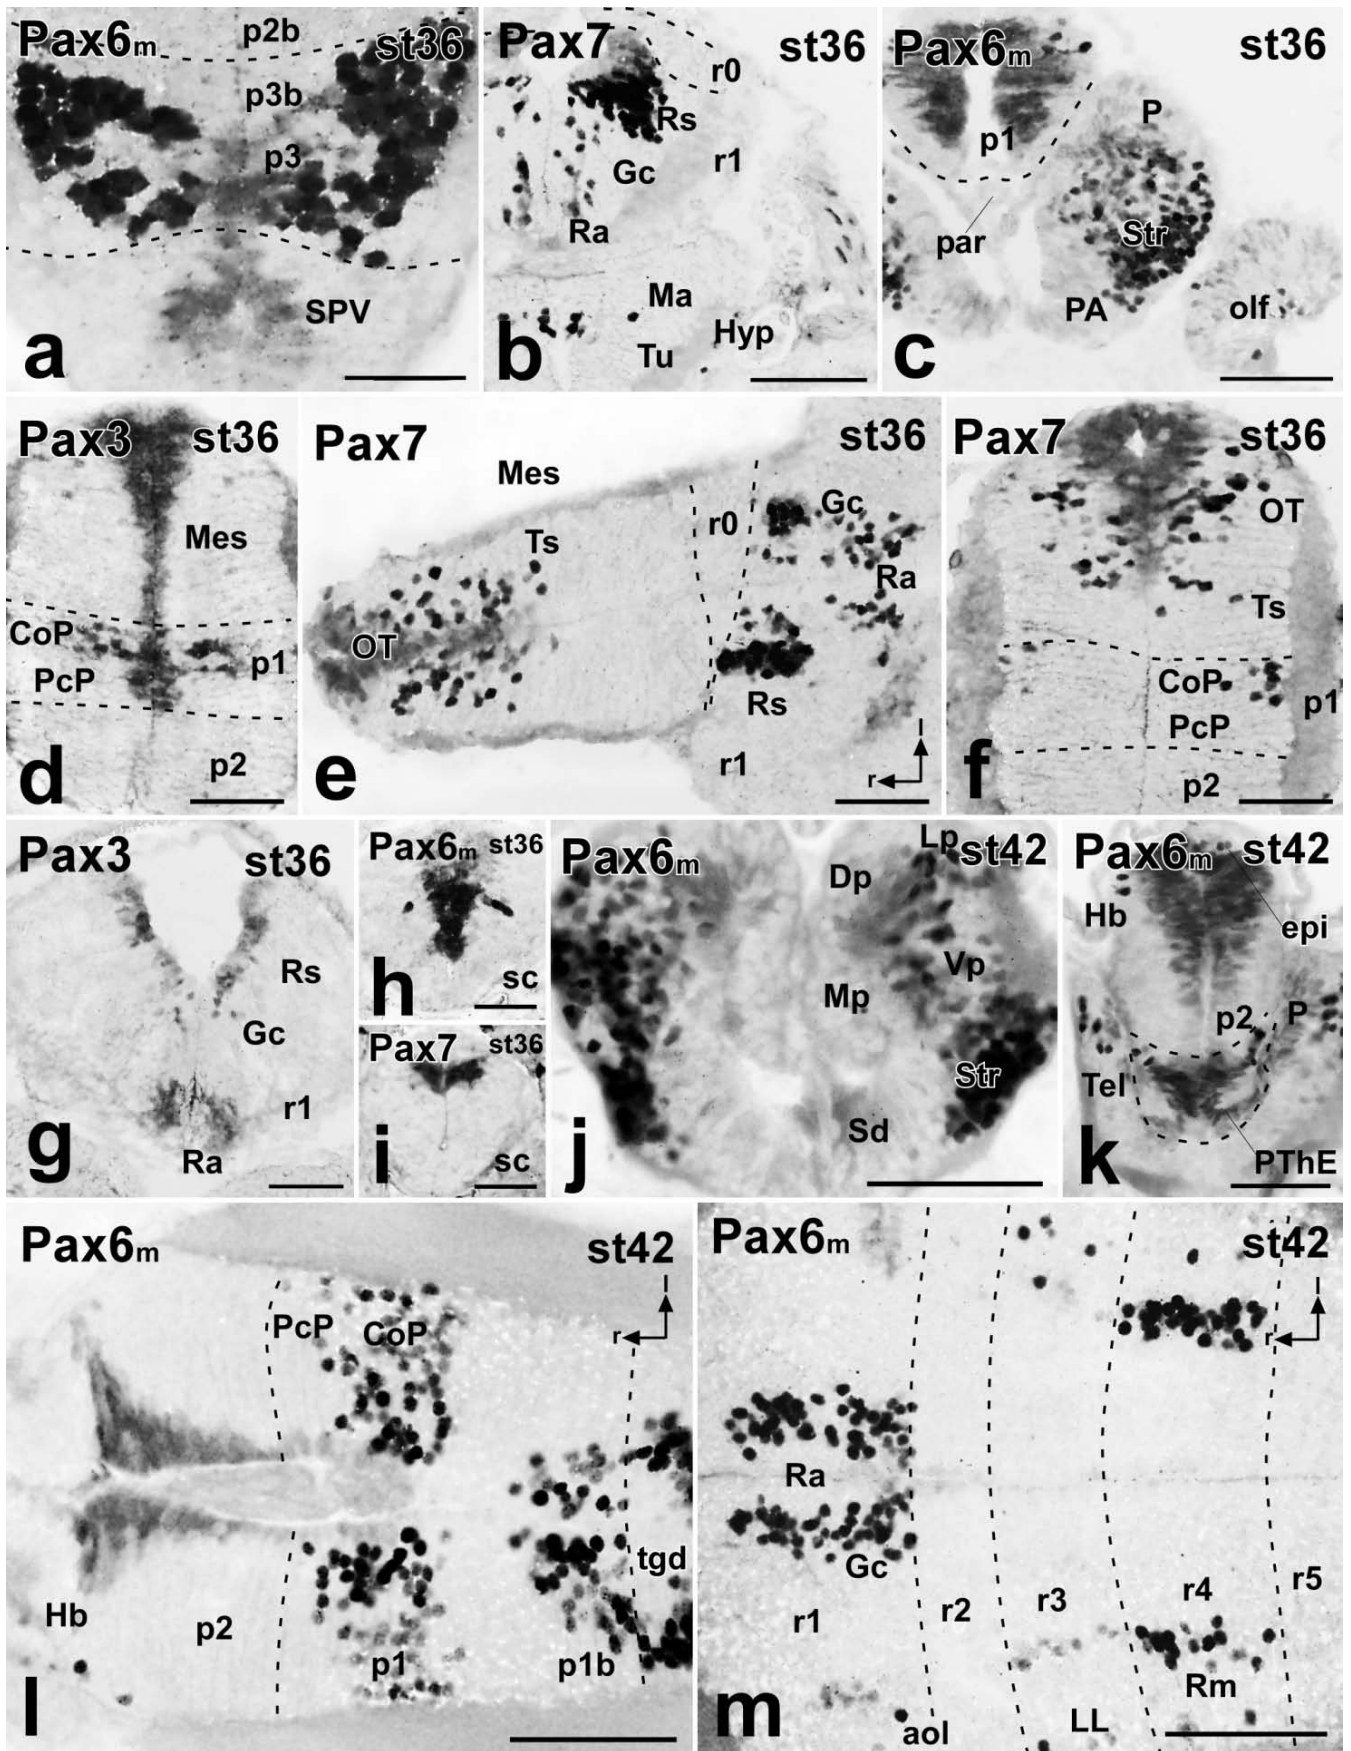 Pax6m p2b st36
p3b
p3
SPV
a
Pax7 st36
r0
Rs
r1
Gc
Ra
Ma
Hyp
Tu
b
Pax6m st36
P
p1
Str
par
PA
olf
c
Pax3 st36
Mes
CoP
p1
PcP
p2
d
Pax7 st36
Mes
r0
Gc
Ts
Ra
OT
Rs
r1
l
r
e
Pax7 st36
OT
Ts
CoP
p1
PcP
p2
f
Pax3 st36
Rs
Gc
r1
Ra
g
Pax6m st36
sc
h
Pax7 st36
sc
i
Pax6m Lp st42
Dp
Vp
Mp
Str
Sd
j
Pax6m st42
Hb
epi
p2 P
Tel
PThE
k
Pax6m st42
l
PcP CoP
r
tgd
Hb
p2
p1 p1b
l
Pax6m st42
l
r
Ra
Gc
r1 r2 r3 r4 r5
Rm
aol LL
m